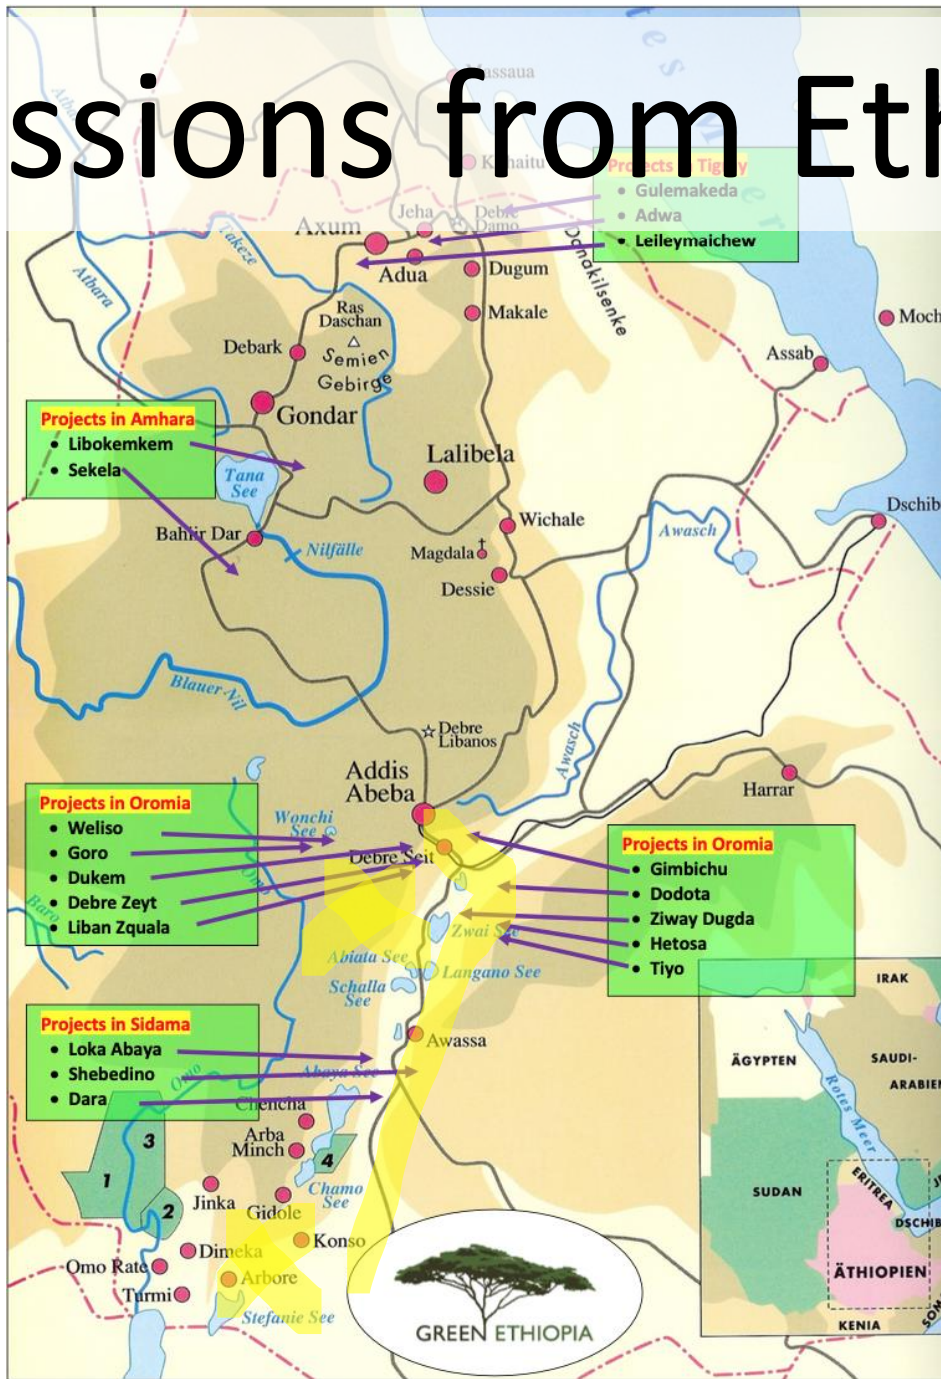 ssions from Eth
Massaua
Projects in Tigray
• Gulemakeda
• Adwa
• Leileymaichew
Jeha
Debre
Damo
Axum
Adua
Dugum
Makale
Danakilsenke
Takeze
Atbara
Ras
Daschan
Semien
Gebirge
Debark
Gondar
Moch
Assab
Projects in Amhara
• Libokemkem
• Sekela
Tana
See
Lalibela
Bahir Dar
Nilfälle
Wichale
Magdala
Dessie
Awasch
Dschib
Blauer-Nil
Debre
Libanos
Awasch
Addis
Abeba
Harrar
Projects in Oromia
• Weliso
• Goro
• Dukem
• Debre Zeyt
• Liban Zquala
Wonchi
See
Debre Seit
Omo
Baro
Projects in Oromia
• Gimbichu
• Dodota
• Ziway Dugda
• Hetosa
• Tiyo
Zwai See
Abiata See
Langano See
Schalla
See
Awassa
Projects in Sidama
• Loka Abaya
• Shebedino
• Dara
Omo
Abaya See
Chencha
Arba
Minch
3
1
2
4
Chamo
See
Jinka
Gidole
Konso
Dimeka
Omo Rate
Arbore
Turmi
Stefanie See
GREEN ETHIOPIA
IRAK
ÄGYPTEN
SAUDI-
ARABIEN
Rotes Meer
SUDAN
ERITREA
DSCHIB
ÄTHIOPIEN
KENIA
SOM